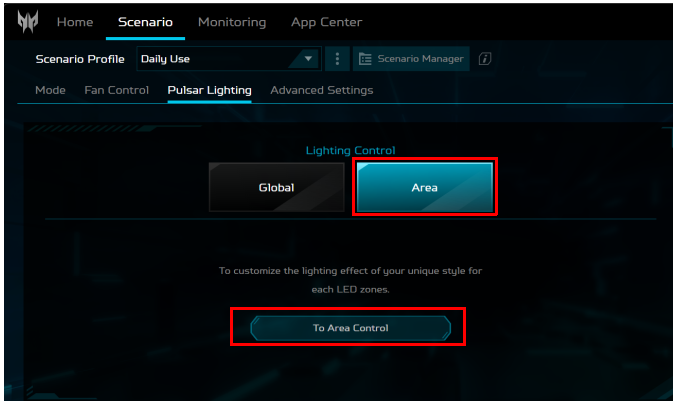 Home Scenario Monitoring App Center
Scenario Profile Daily Use Scenario Manager i
Mode Fan Control Pulsar Lighting Advanced Settings
Lighting Control
Global Area
To customize the lighting effect of your unique style for
each LED zones.
To Area Control